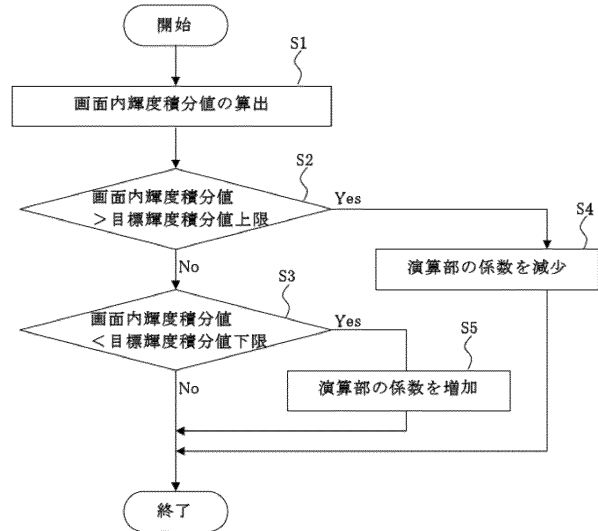 開始
S1
画面内輝度積分値の算出
S2
画面内輝度積分値
＞目標輝度積分値上限
Yes
No
S4
演算部の係数を減少
S3
画面内輝度積分値
＜目標輝度積分値下限
Yes
No
S5
演算部の係数を増加
終了